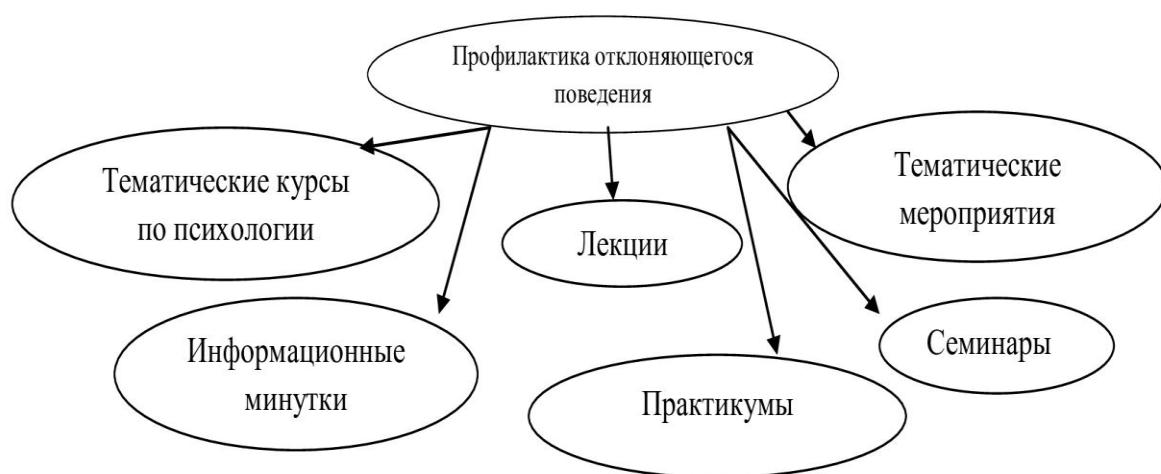 Профилактика отклоняющегося
поведения
Тематические курсы
по психологии
Лекции
Тематические
мероприятия
Информационные
минутки
Практикумы
Семинары